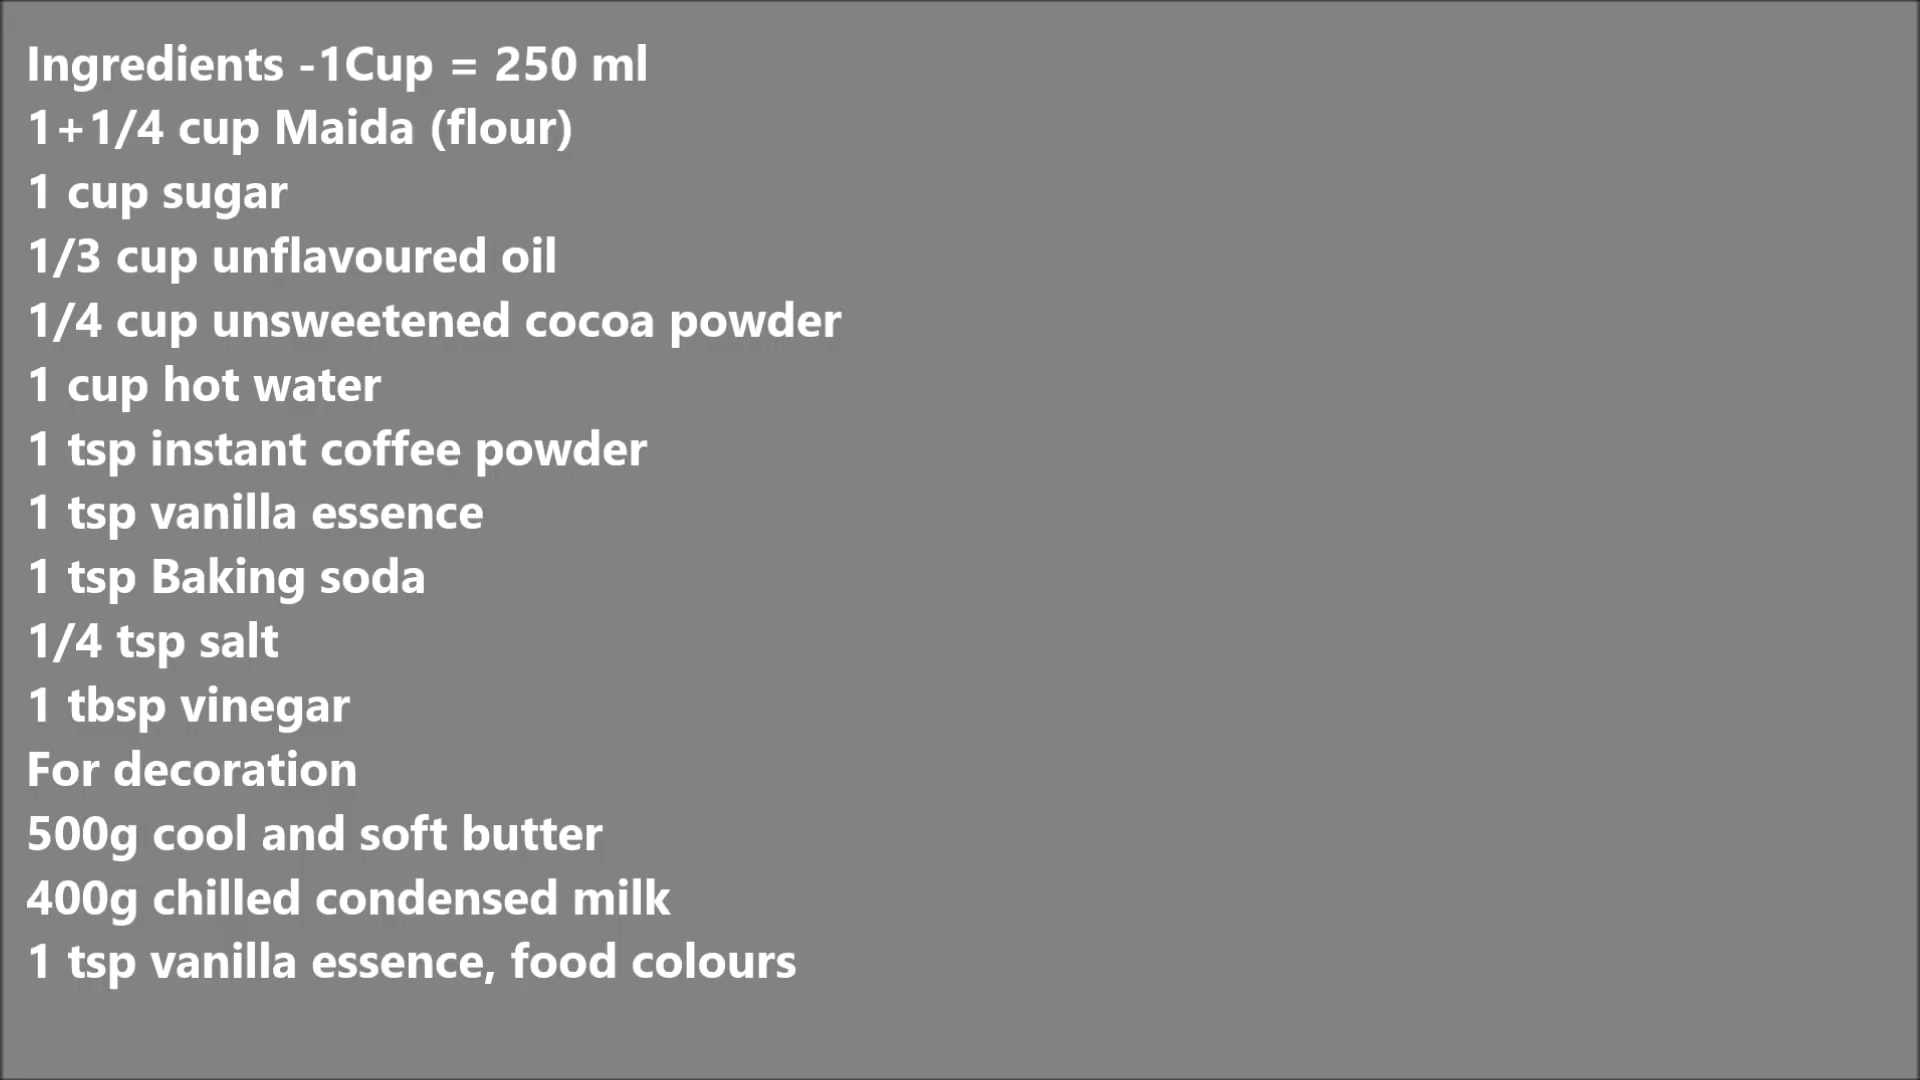 Ingredients -1Cup = 250 ml
1+1/4 cup Maida (flour)
1 cup sugar
1/3 cup unflavoured oil
1/4 cup unsweetened cocoa powder
1 cup hot water
1 tsp instant coffee powder
1 tsp vanilla essence
1 tsp Baking soda
1/4 tsp salt
1 tbsp vinegar
For decoration
500g cool and soft butter
400g chilled condensed milk
1 tsp vanilla essence, food colours